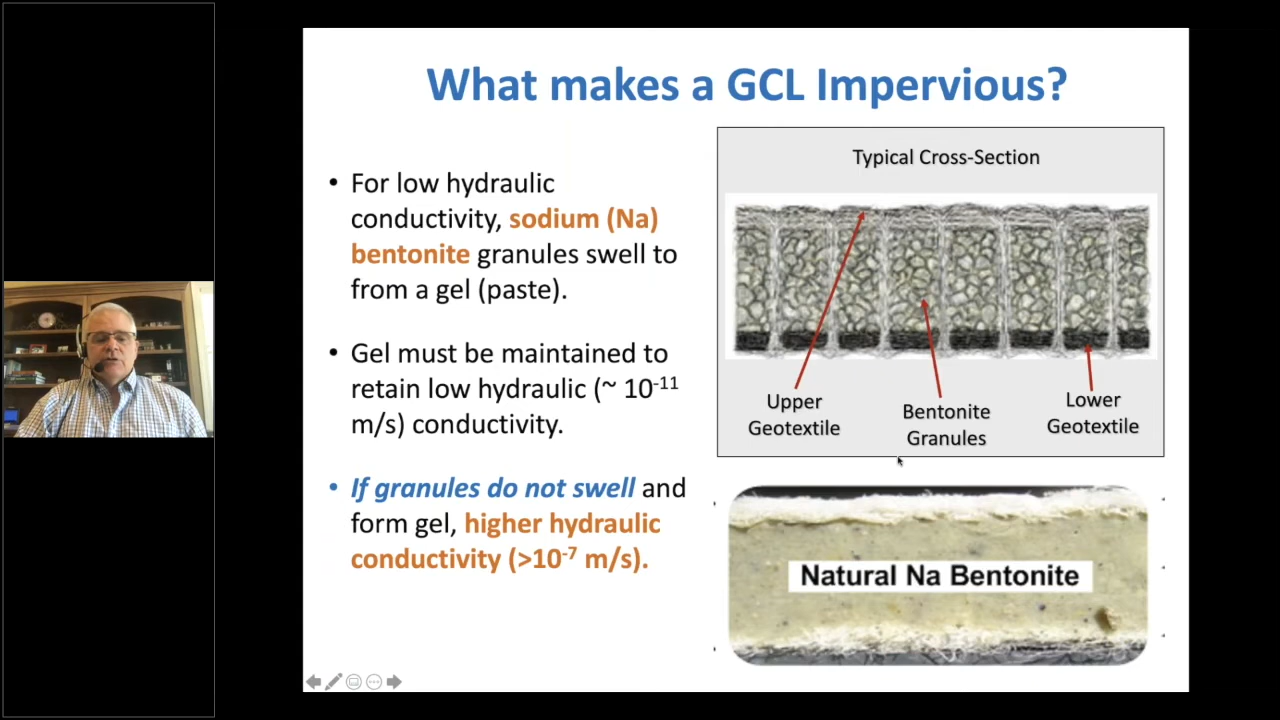 What makes a GCL Impervious?
• For low hydraulic
conductivity, sodium (Na)
bentonite granules swell to
from a gel (paste).
• Gel must be maintained to
retain low hydraulic (~ 10-11
m/s) conductivity.
• If granules do not swell and
form gel, higher hydraulic
conductivity (>10-7 m/s).
Typical Cross-Section
Upper
Geotextile
Bentonite
Granules
Lower
Geotextile
Natural Na Bentonite